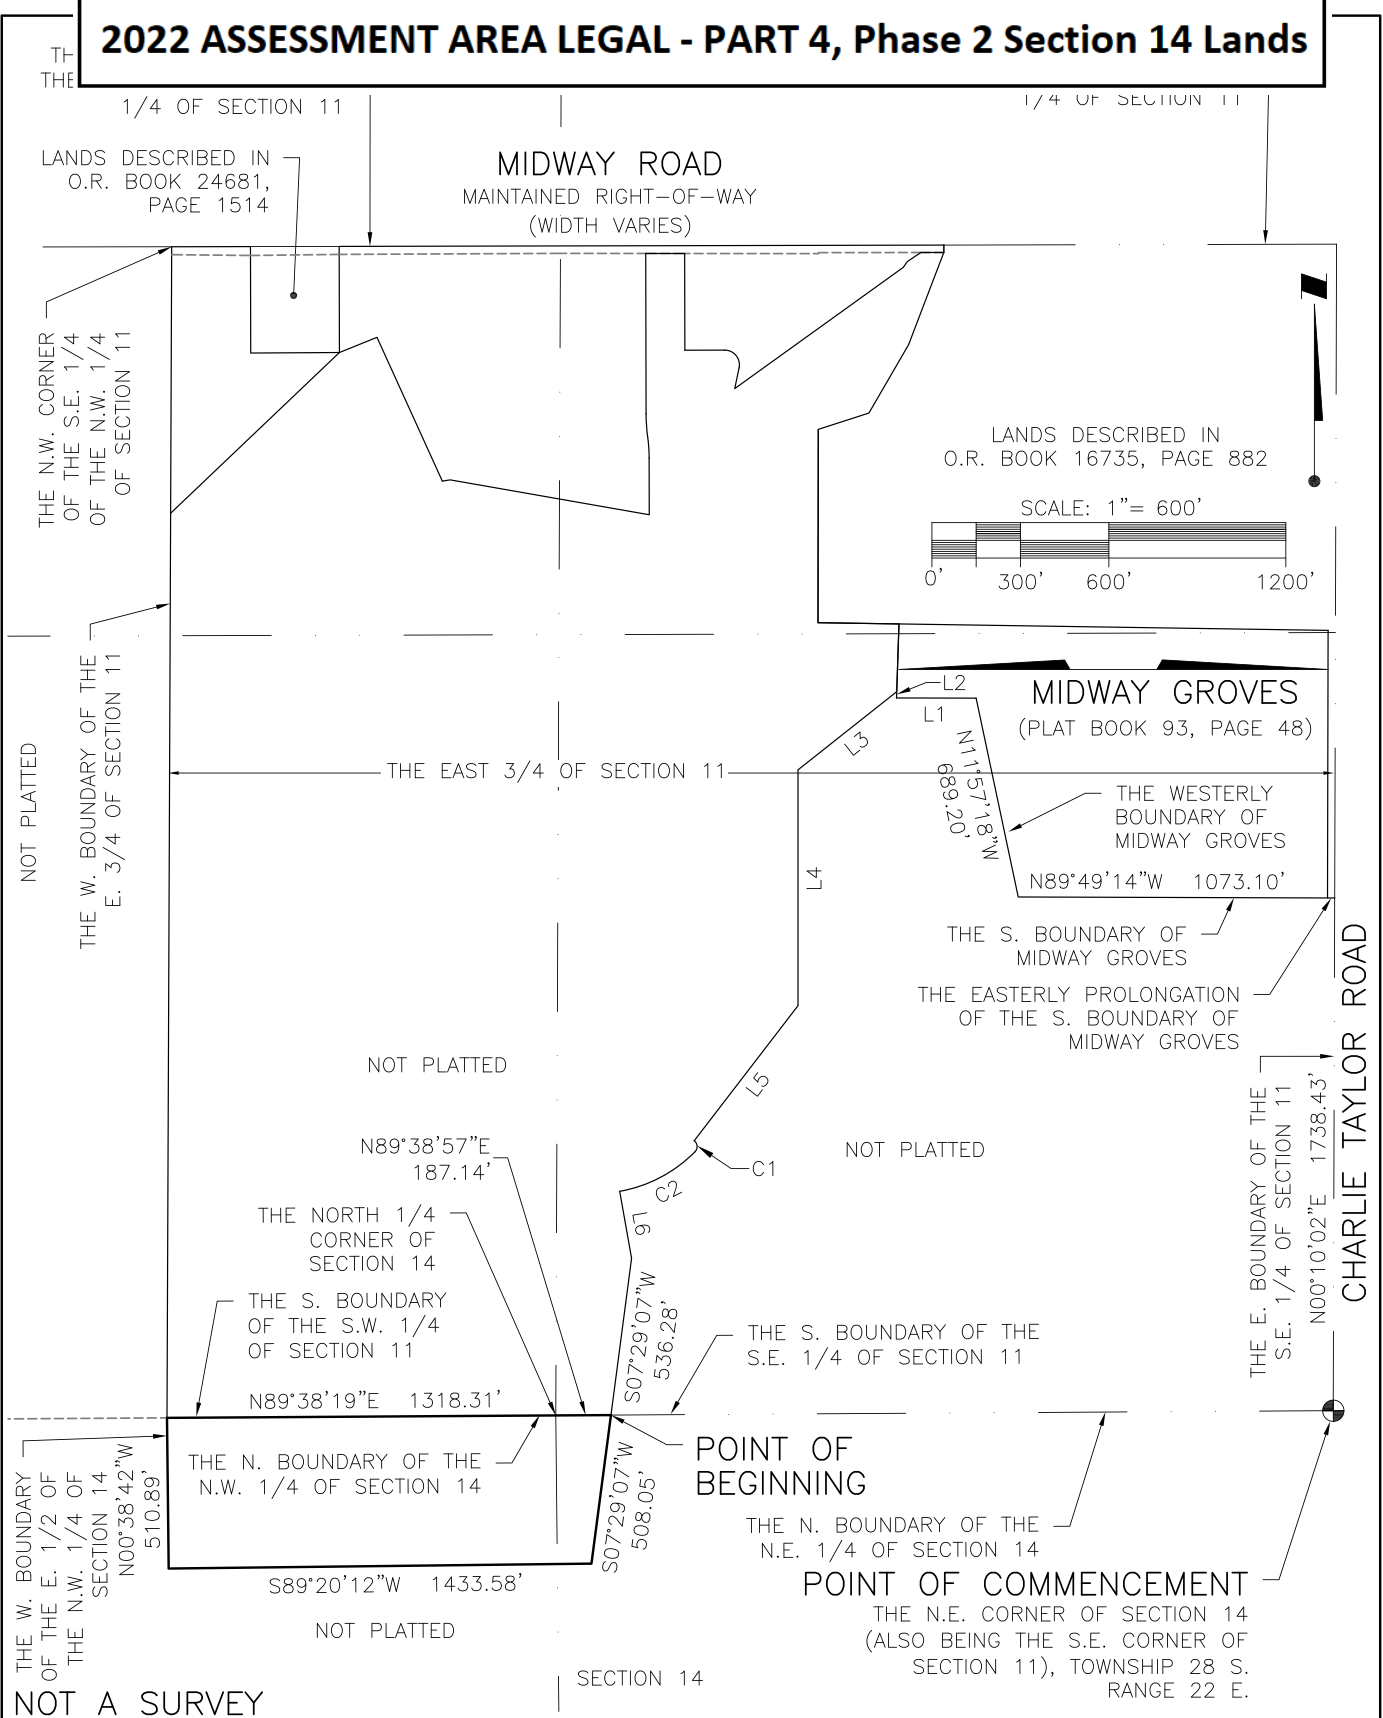 2022 ASSESSMENT AREA LEGAL - PART 4, Phase 2 Section 14 Lands
1/4 OF SECTION 11
1/4 OF SECTION 11
LANDS DESCRIBED IN
O.R. BOOK 24681,
PAGE 1514
MIDWAY ROAD
MAINTAINED RIGHT-OF-WAY
(WIDTH VARIES)
THE N.W. CORNER
OF THE S.E. 1/4
OF THE N.W. 1/4
OF SECTION 11
LANDS DESCRIBED IN
O.R. BOOK 16735, PAGE 882
SCALE: 1"= 600'
0' 300' 600' 1200'
NOT PLATTED
THE W. BOUNDARY OF THE
E. 3/4 OF SECTION 11
L2
L1
L3
MIDWAY GROVES
(PLAT BOOK 93, PAGE 48)
N11°57'18"W
689.20'
THE EAST 3/4 OF SECTION 11
THE WESTERLY
BOUNDARY OF
MIDWAY GROVES
L4
N89°49'14"W 1073.10'
THE S. BOUNDARY OF
MIDWAY GROVES
THE EASTERLY PROLONGATION
OF THE S. BOUNDARY OF
MIDWAY GROVES
CHARLIE TAYLOR ROAD
NOT PLATTED
L5
NOT PLATTED
N89°38'57"E
187.14'
C1
C2
L6
THE E. BOUNDARY OF THE
S.E. 1/4 OF SECTION 11
N00°10'02"E 1738.43'
THE NORTH 1/4
CORNER OF
SECTION 14
THE S. BOUNDARY
OF THE S.W. 1/4
OF SECTION 11
S07°29'07"W
536.28'
THE S. BOUNDARY OF THE
S.E. 1/4 OF SECTION 11
N89°38'19"E 1318.31'
THE N. BOUNDARY OF THE
N.W. 1/4 OF SECTION 14
POINT OF
BEGINNING
THE W. BOUNDARY
OF THE E. 1/2 OF
THE N.W. 1/4 OF
SECTION 14
N00°38'42"W
510.89'
S07°29'07"W
508.05'
THE N. BOUNDARY OF THE
N.E. 1/4 OF SECTION 14
S89°20'12"W 1433.58'
POINT OF COMMENCEMENT
THE N.E. CORNER OF SECTION 14
(ALSO BEING THE S.E. CORNER OF
SECTION 11), TOWNSHIP 28 S.
RANGE 22 E.
NOT PLATTED
SECTION 14
NOT A SURVEY